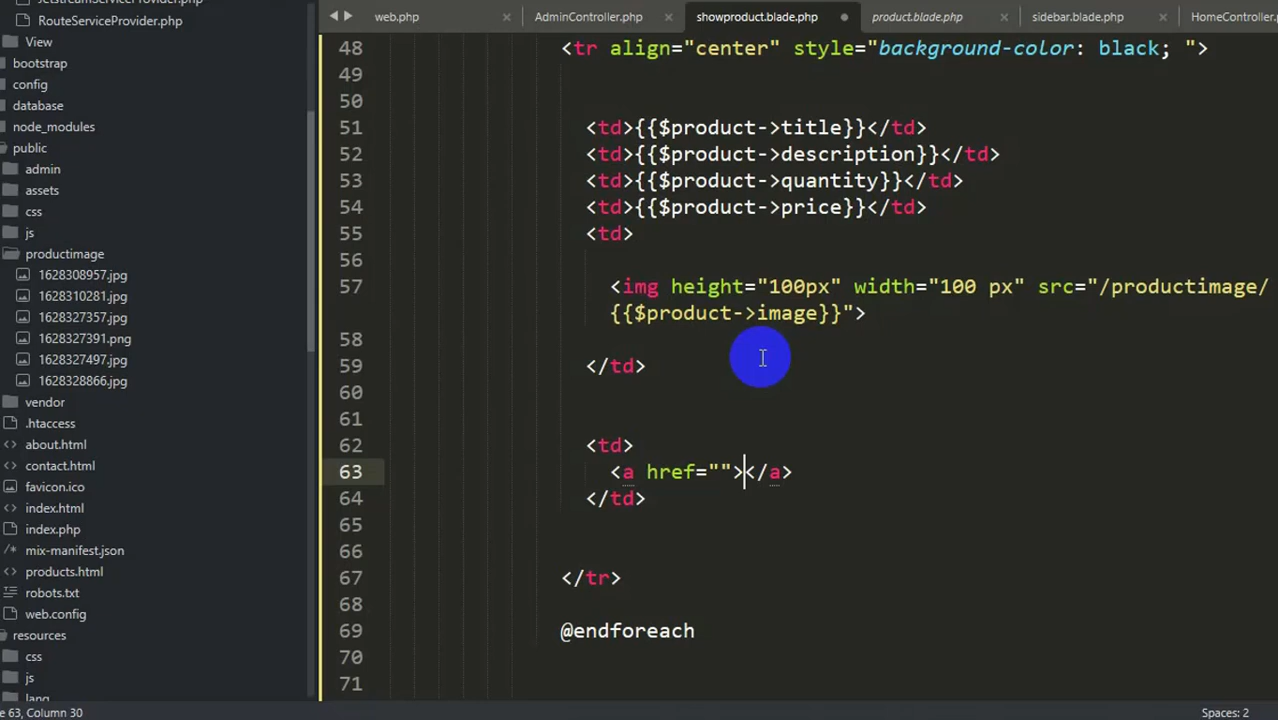 JetstreamServiceProvider.php
RouteServiceProvider.php
View
bootstrap
config
database
node_modules
public
admin
assets
css
js
productimage
1628308957.jpg
1628310281.jpg
1628327357.jpg
1628327391.png
1628327497.jpg
1628328866.jpg
vendor
.htaccess
<> about.html
<> contact.html
favicon.ico
<> index.html
<> index.php
/* mix-manifest.json
<> products.html
robots.txt
<> web.config
resources
css
js
lang
web.php × AdminController.php × showproduct.blade.php product.blade.php × sidebar.blade.php × HomeController.
48 <tr align="center" style="background-color: black; ">
49
50
51 <td>{{$product->title}}</td>
52 <td>{{$product->description}}</td>
53 <td>{{$product->quantity}}</td>
54 <td>{{$product->price}}</td>
55 <td>
56
57 <img height="100px" width="100 px" src="/productimage/
{{$product->image}}">
58
59 </td>
60
61
62 <td>
63 <a href=""></a>
64 </td>
65
66
67 </tr>
68
69 @endforeach
70
71
e 63, Column 30 Spaces: 2